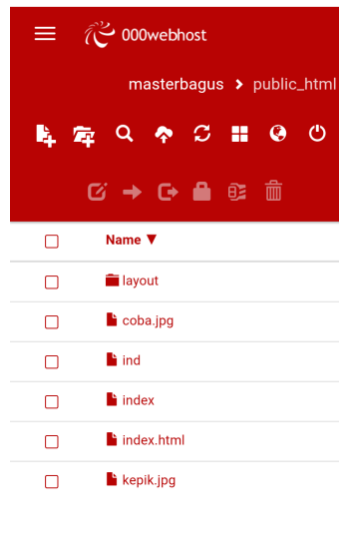 000webhost
masterbagus > public_html
Name ▼
layout
coba.jpg
ind
index
index.html
kepik.jpg